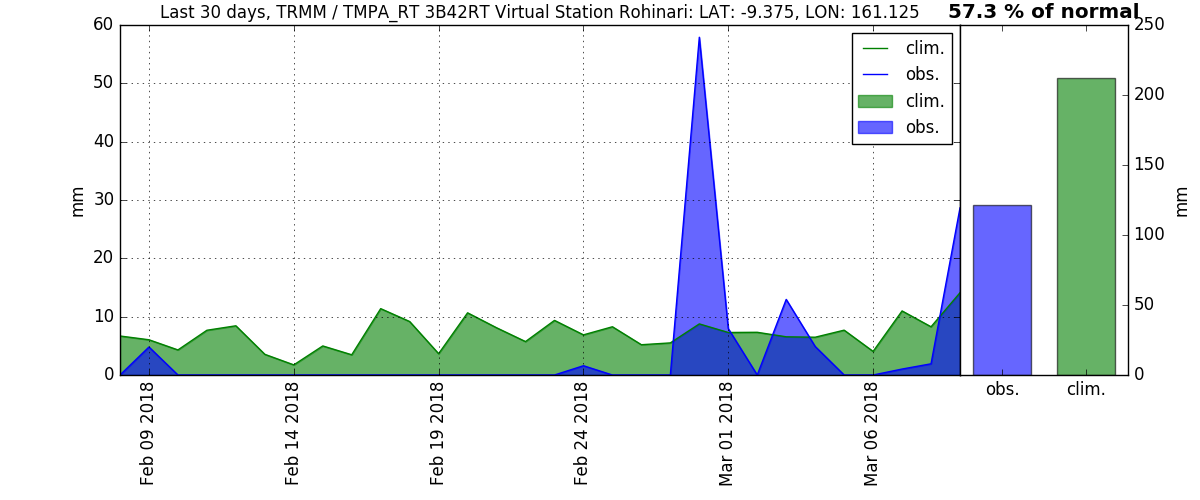 Last 30 days, TRMM / TMPA_RT 3B42RT Virtual Station Rohinari: LAT: -9.375, LON: 161.125
57.3 % of normal
60
50
40
30
20
10
0
mm
clim.
obs.
clim.
obs.
250
200
150
100
50
0
mm
obs.
clim.
Feb 09 2018
Feb 14 2018
Feb 19 2018
Feb 24 2018
Mar 01 2018
Mar 06 2018